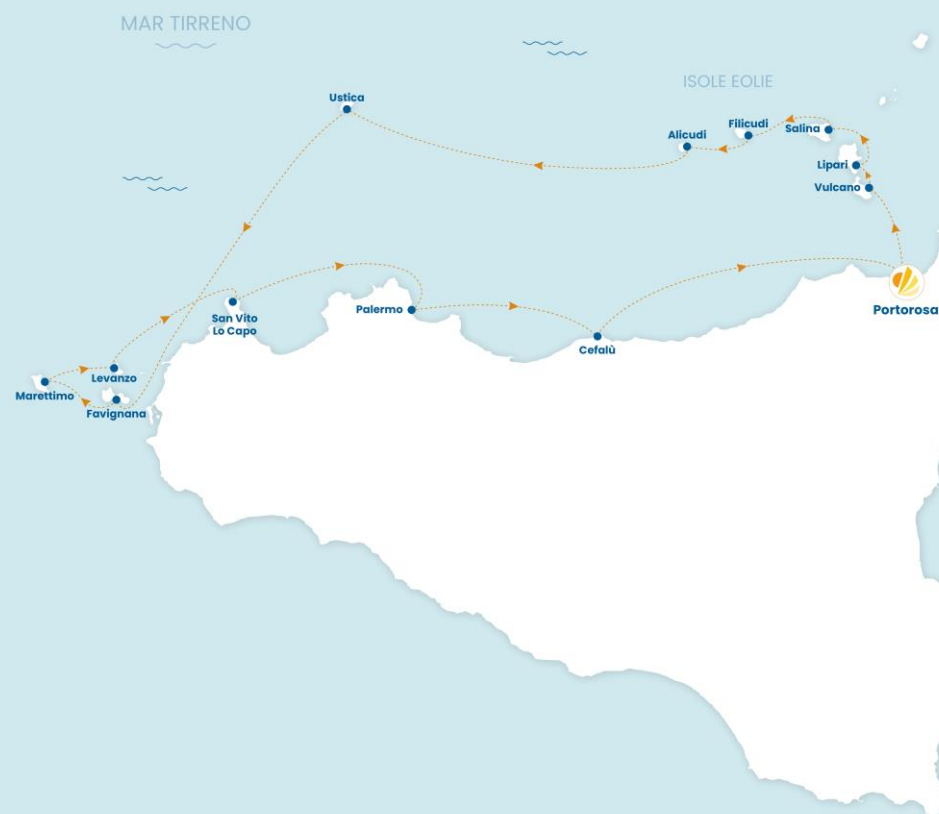 MAR TIRRENO
ISOLE EOLIE
Ustica
Filicudi
Salina
Alicudi
Lipari
Vulcano
San Vito
Lo Capo
Palermo
Portorosa
Cefalù
Levanzo
Marettimo
Favignana